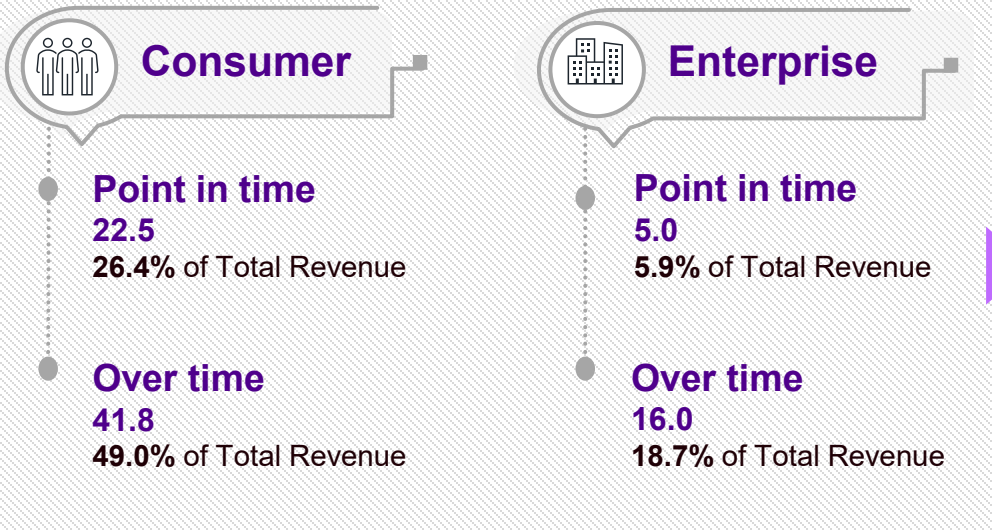 Consumer
Point in time
22.5
26.4% of Total Revenue
Over time
41.8
49.0% of Total Revenue
Enterprise
Point in time
5.0
5.9% of Total Revenue
Over time
16.0
18.7% of Total Revenue